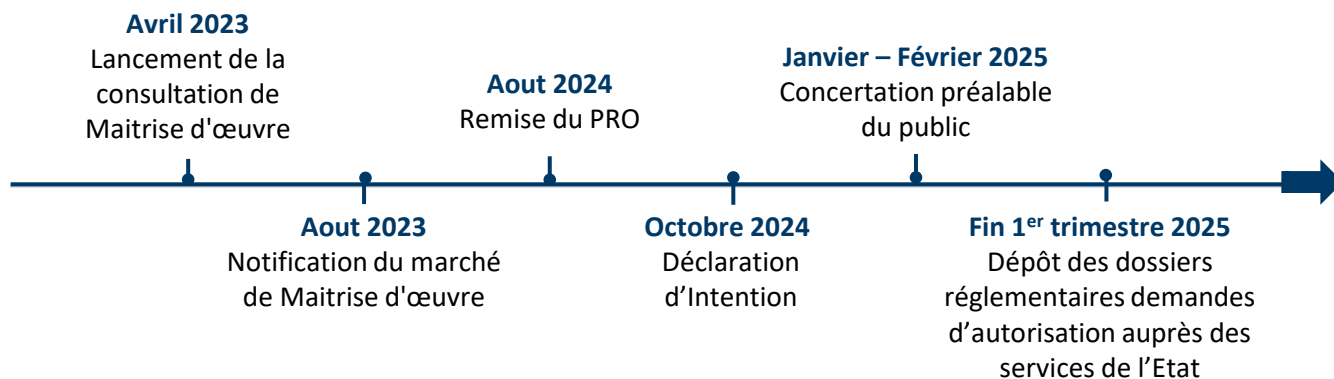 Avril 2023
Lancement de la
consultation de
Maitrise d'œuvre
Aout 2023
Notification du marché
de Maitrise d'œuvre
Aout 2024
Remise du PRO
Octobre 2024
Déclaration
d’Intention
Janvier – Février 2025
Concertation préalable
du public
Fin 1er trimestre 2025
Dépôt des dossiers
réglementaires demandes
d’autorisation auprès des
services de l’Etat